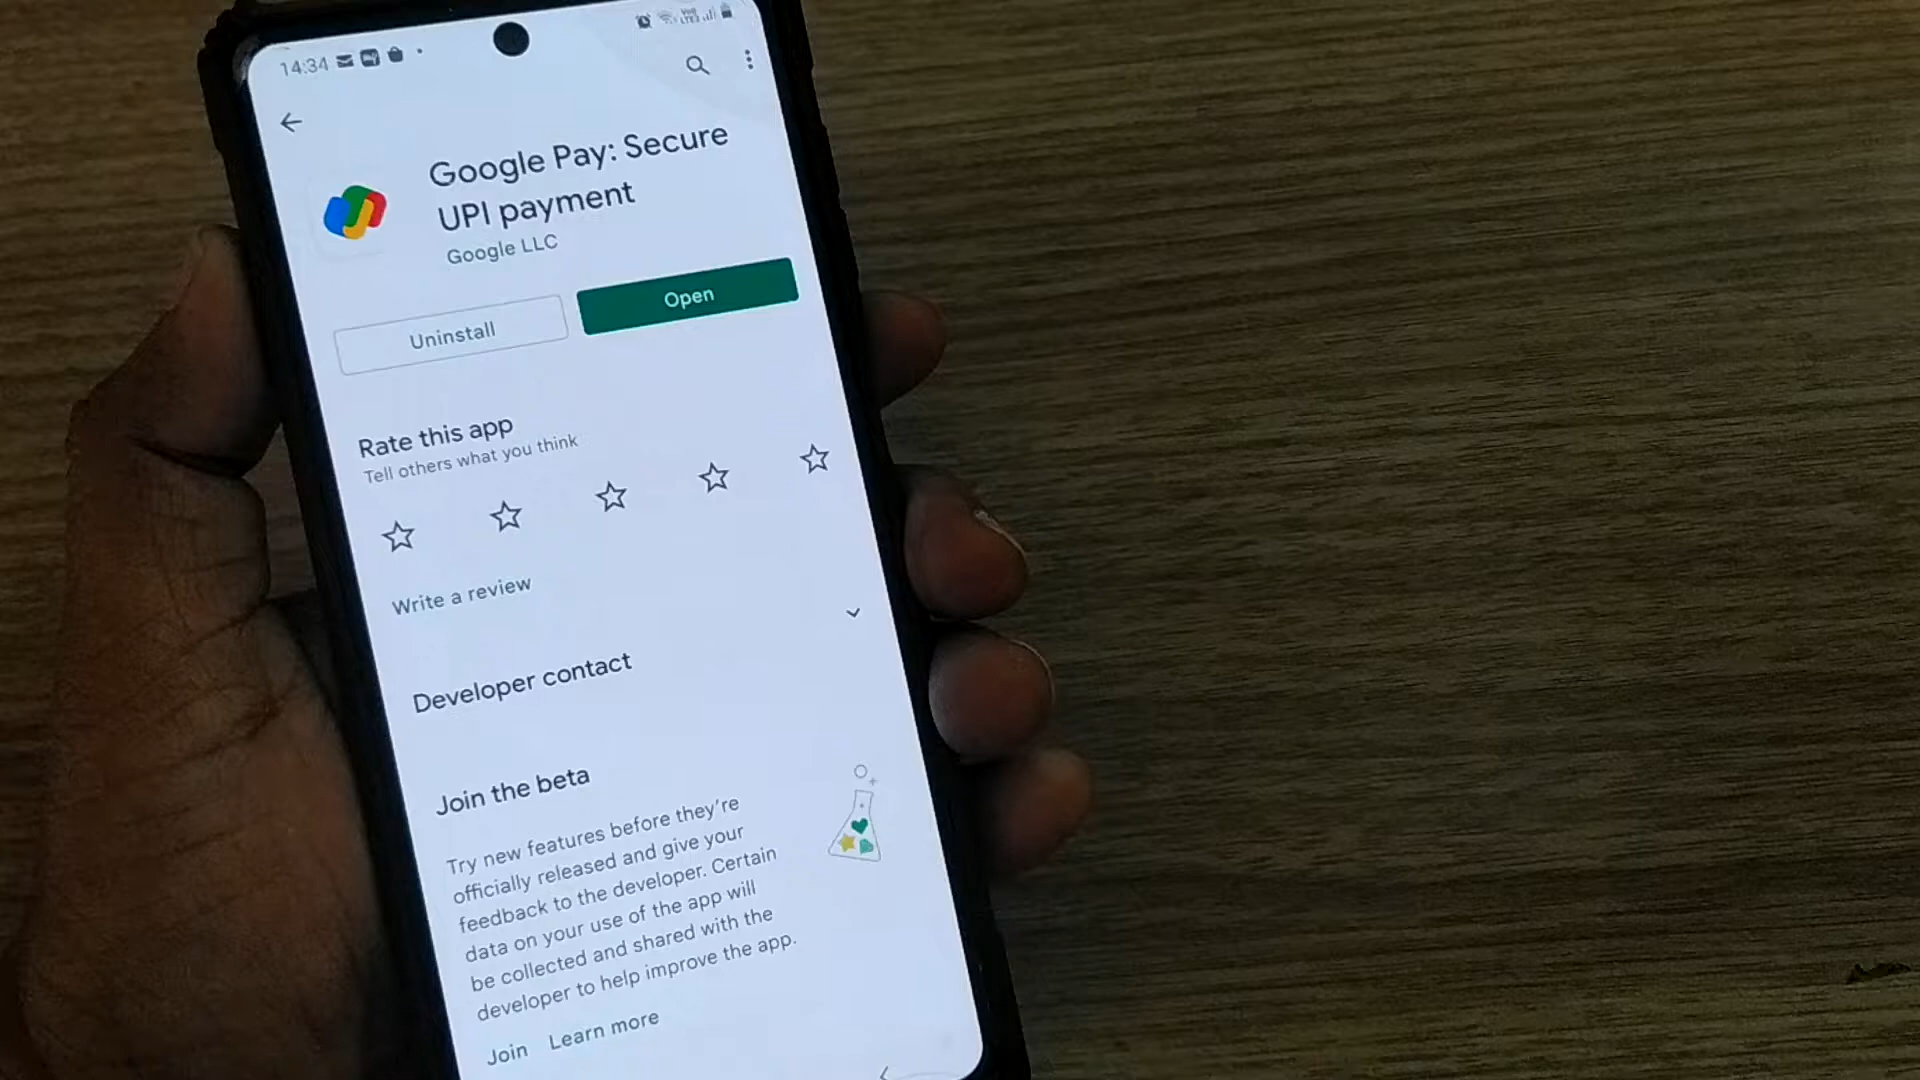 14:34
Google Pay: Secure
UPI payment
Google LLC
Uninstall
Open
Rate this app
Tell others what you think
Write a review
Developer contact
Join the beta
Try new features before they're
officially released and give your
feedback to the developer. Certain
data on your use of the app will
be collected and shared with the
developer to help improve the app.
Join Learn more